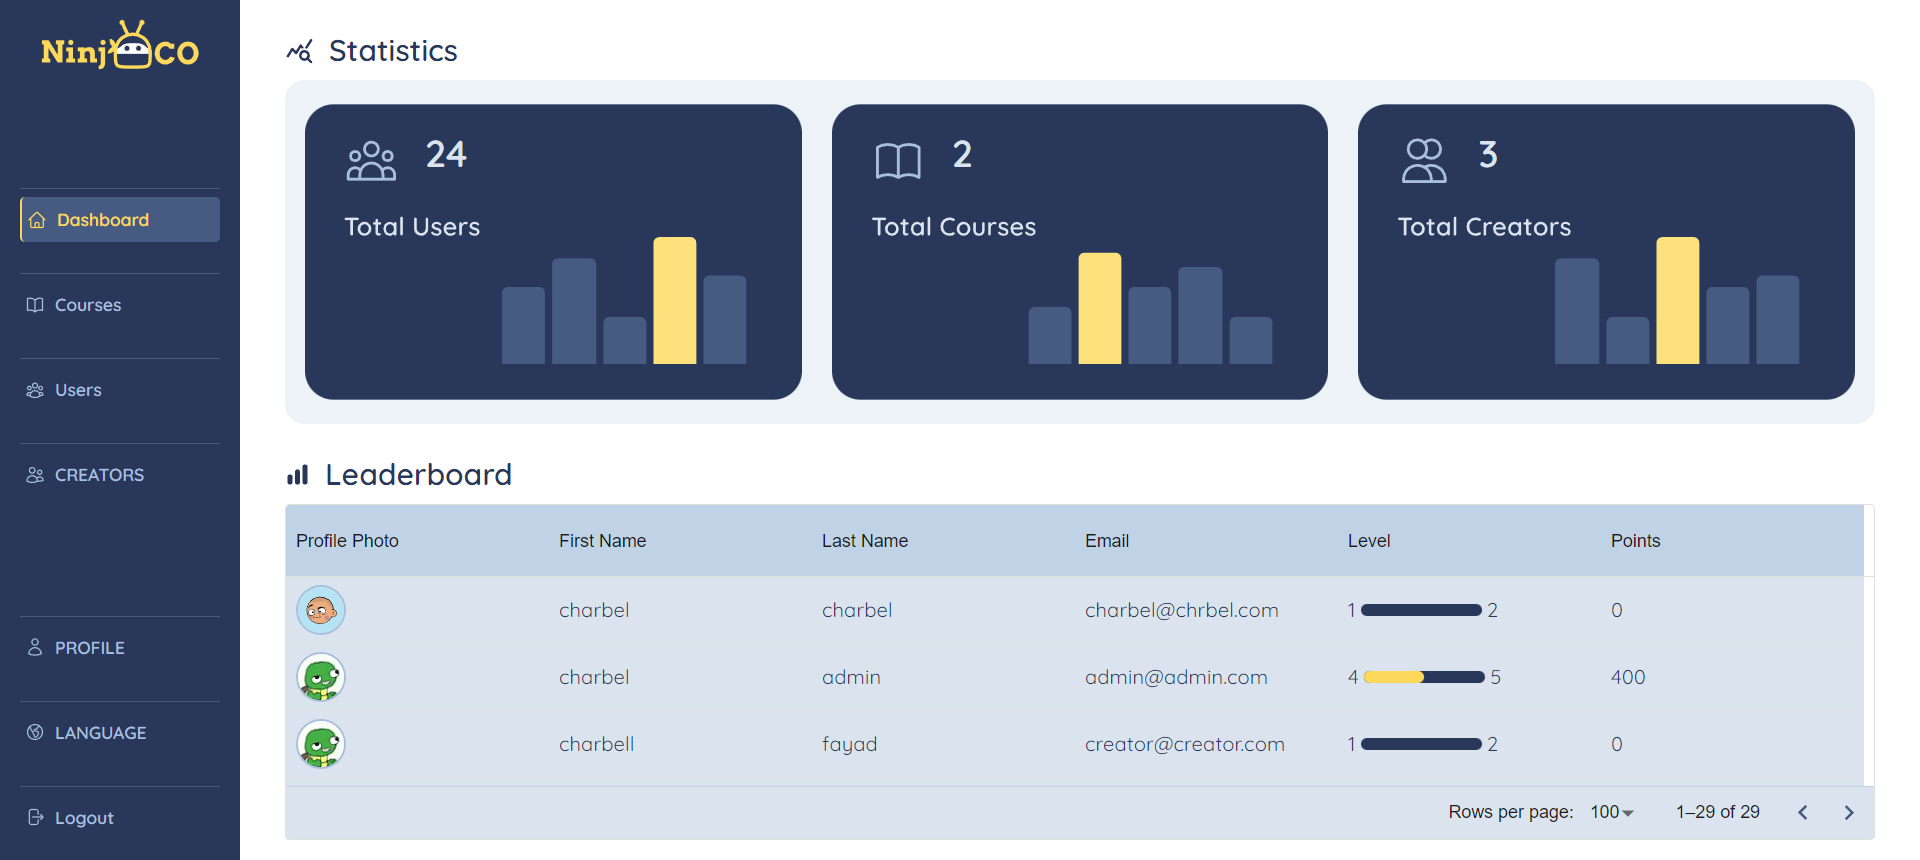 Ninj CO
Dashboard
Courses
Users
CREATORS
PROFILE
LANGUAGE
Logout
Statistics
24
Total Users
2
Total Courses
3
Total Creators
Leaderboard
Profile Photo First Name Last Name Email Level Points
charbel charbel charbel@chrbel.com 1 2 0
charbel admin admin@admin.com 4 5 400
charbell fayad creator@creator.com 1 2 0
Rows per page: 100 1–29 of 29